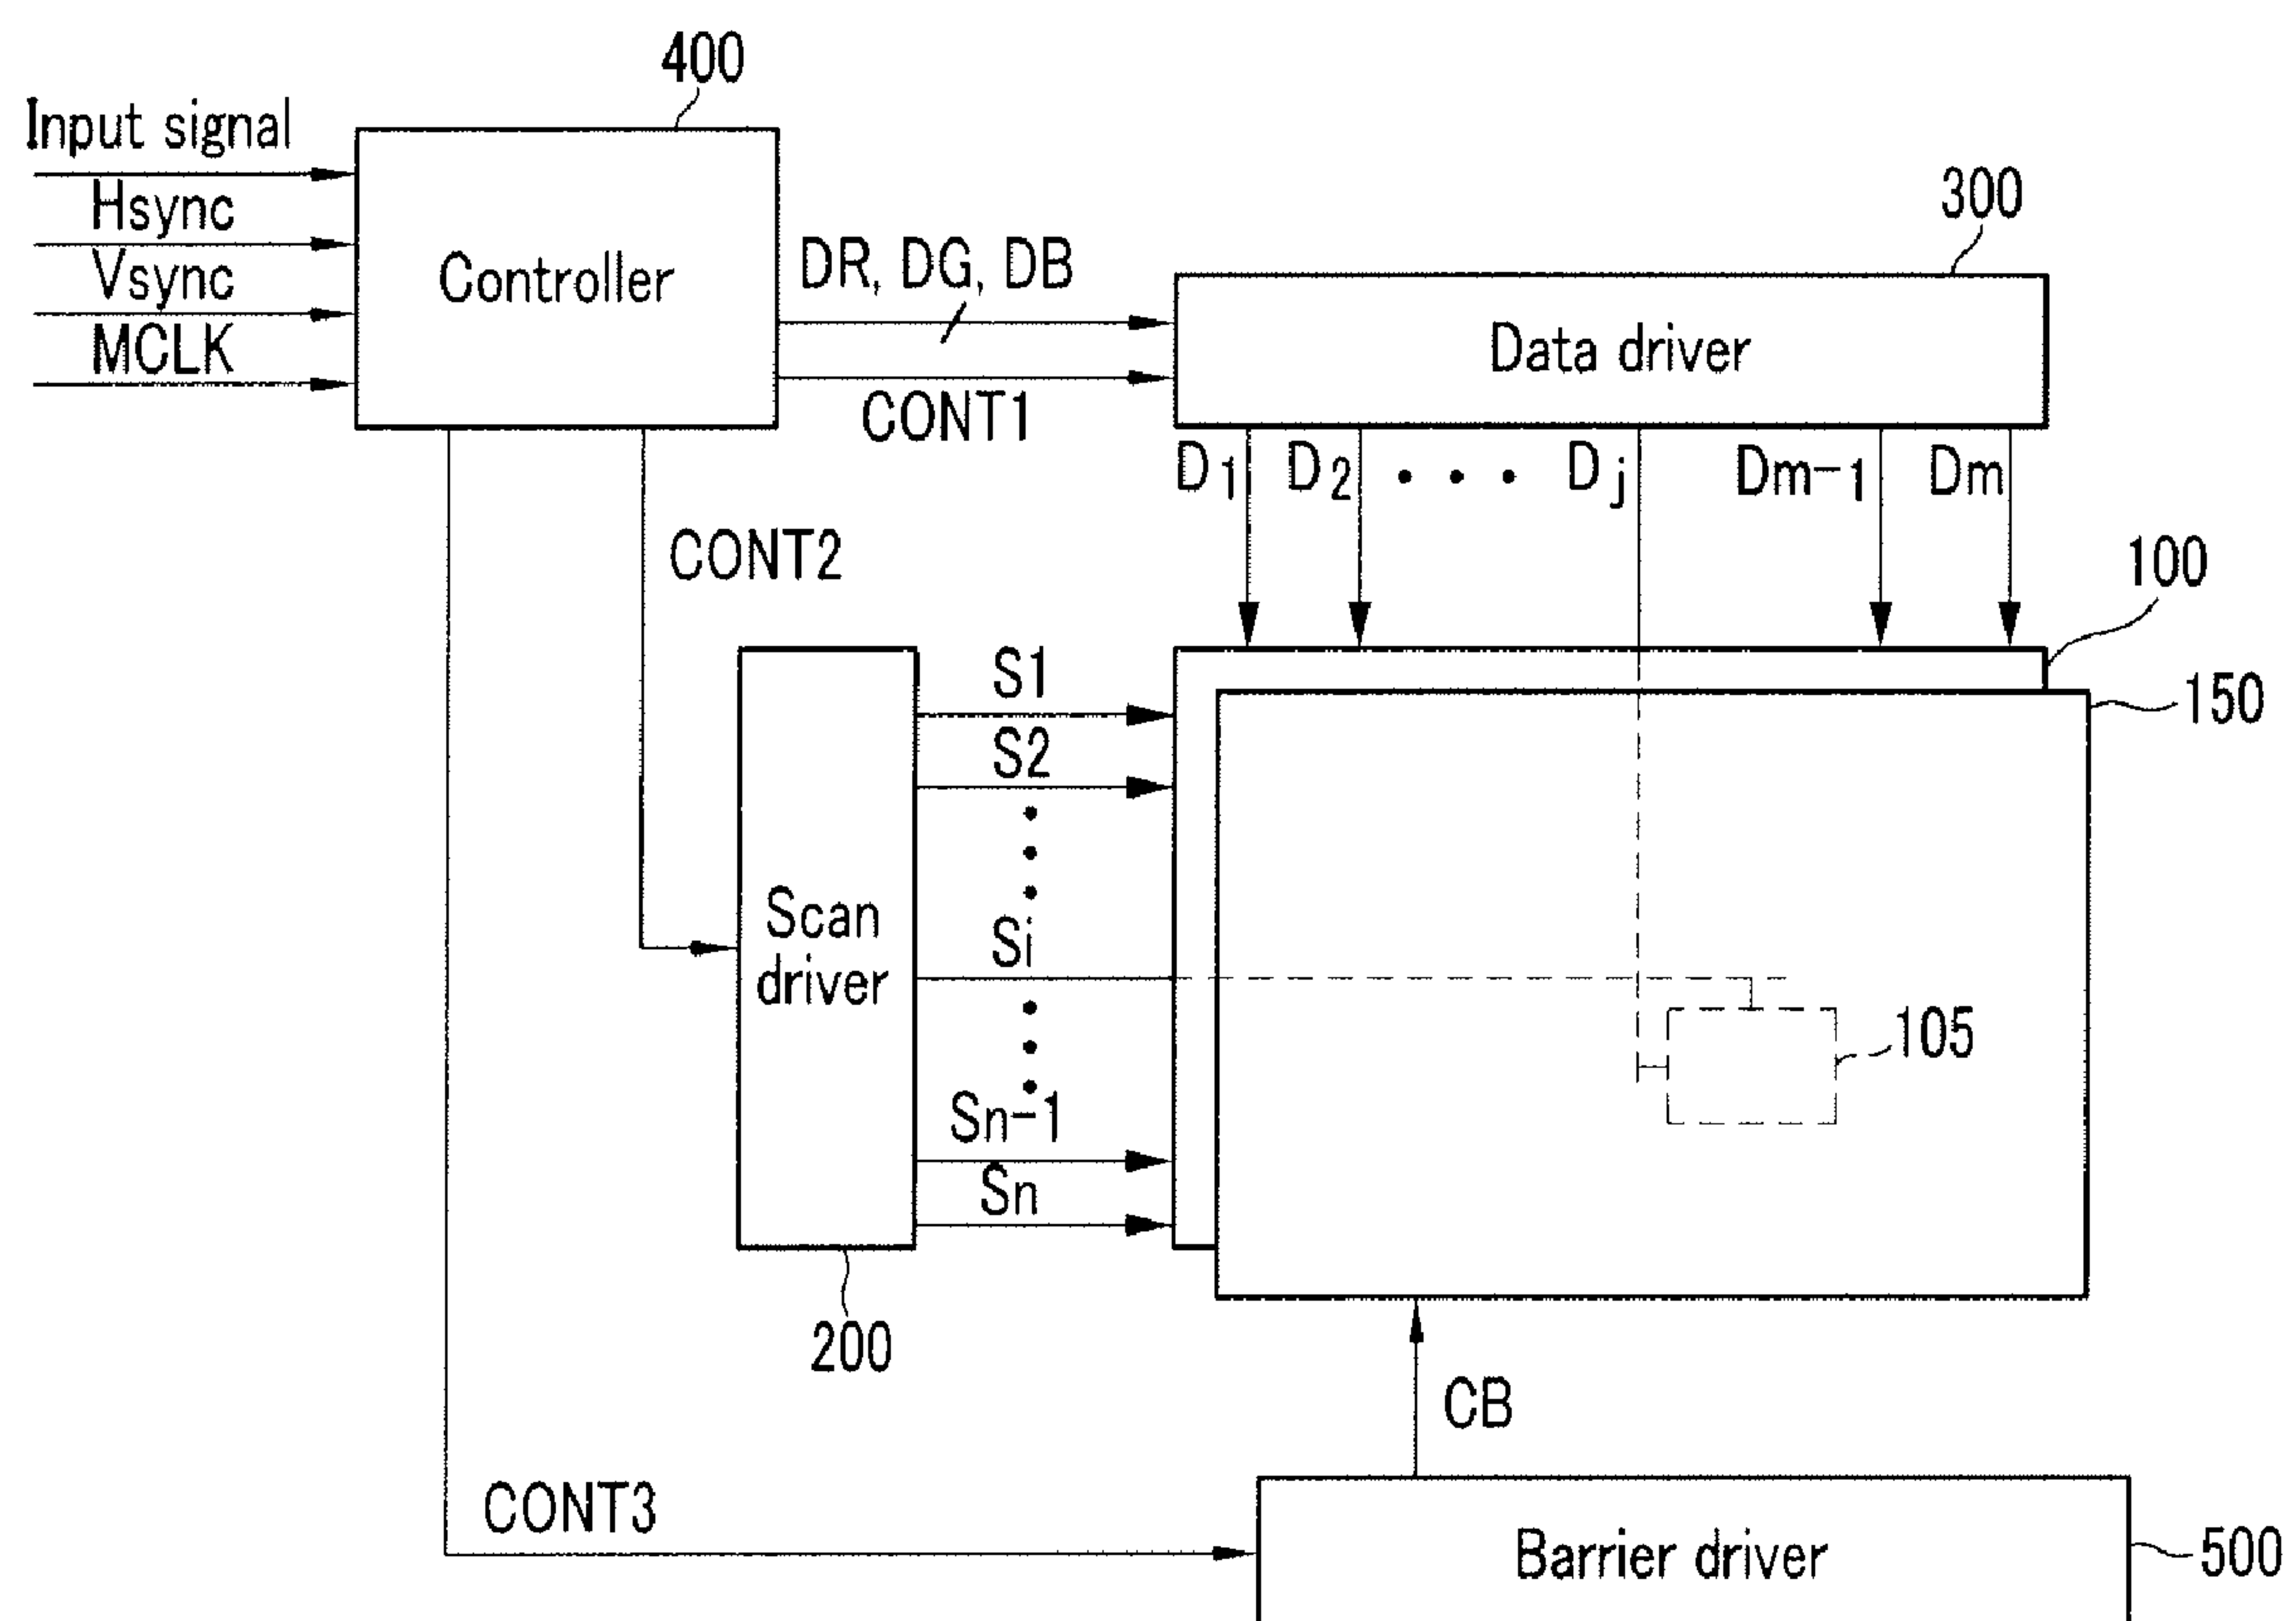 400
Input signal
Hsync
Vsync
MCLK
Controller
DR, DG, DB
CONT1
300
Data driver
D1 D2 • • • Dj Dm-1 Dm
CONT2
100
150
S1
S2
Si
Sn-1
Sn
Scan
driver
105
200
CB
CONT3
Barrier driver
500